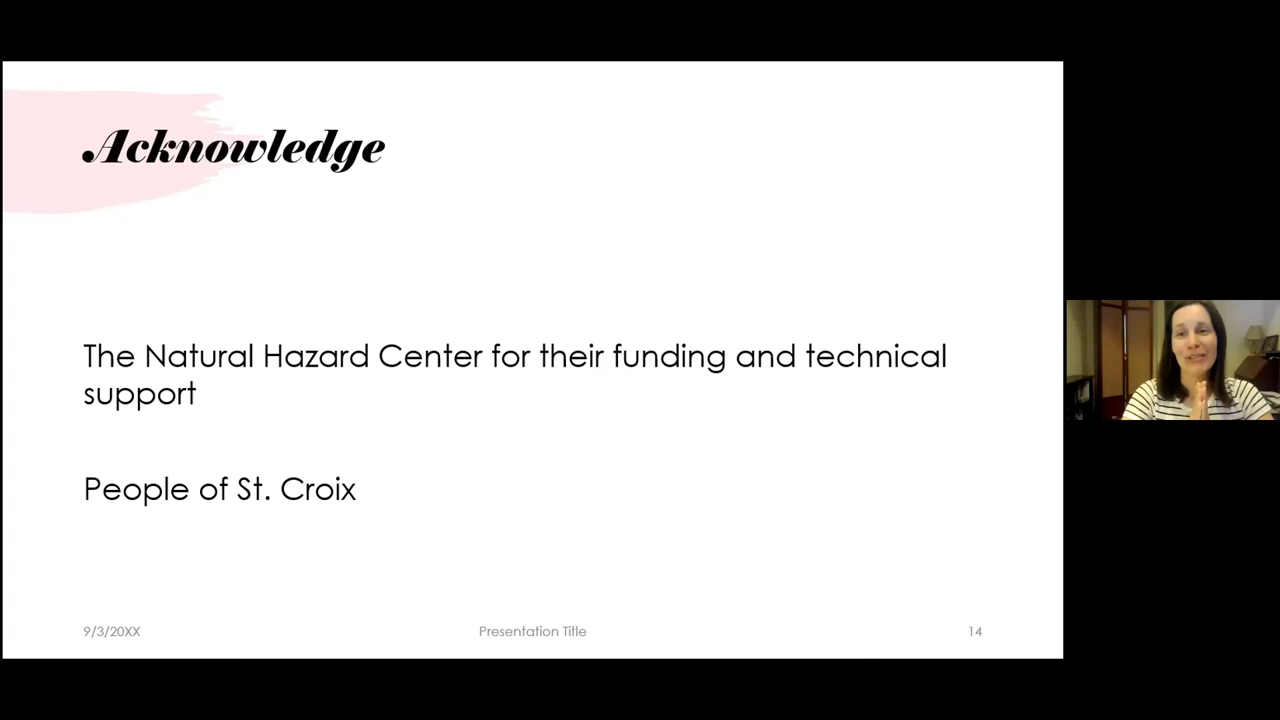 Acknowledge
The Natural Hazard Center for their funding and technical
support
People of St. Croix
9/3/20XX
Presentation Title
14